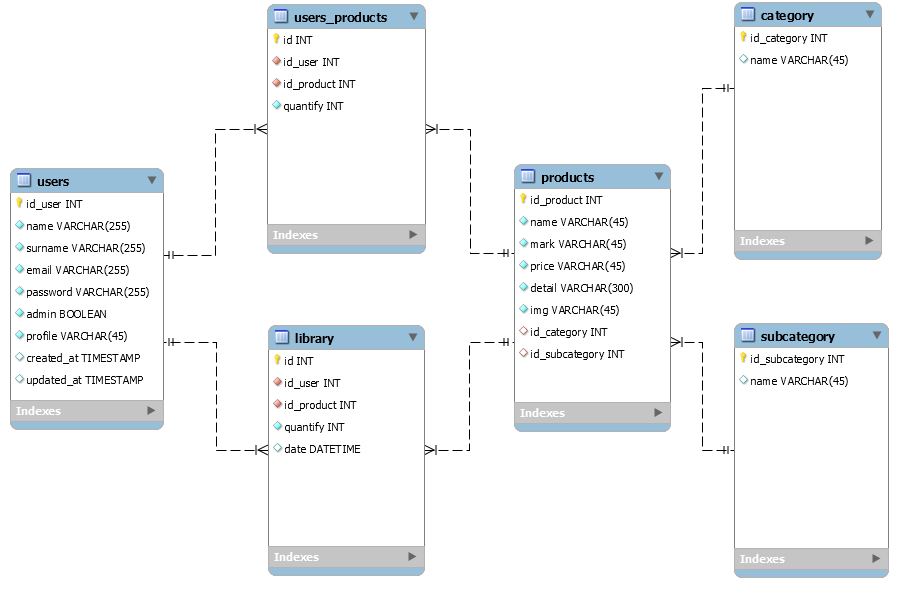 users_products
id INT
id_user INT
id_product INT
quantify INT
Indexes
category
id_category INT
name VARCHAR(45)
Indexes
users
id_user INT
name VARCHAR(255)
surname VARCHAR(255)
email VARCHAR(255)
password VARCHAR(255)
admin BOOLEAN
profile VARCHAR(45)
created_at TIMESTAMP
updated_at TIMESTAMP
Indexes
products
id_product INT
name VARCHAR(45)
mark VARCHAR(45)
price VARCHAR(45)
detail VARCHAR(300)
img VARCHAR(45)
id_category INT
id_subcategory INT
Indexes
library
id INT
id_user INT
id_product INT
quantify INT
date DATETIME
Indexes
subcategory
id_subcategory INT
name VARCHAR(45)
Indexes